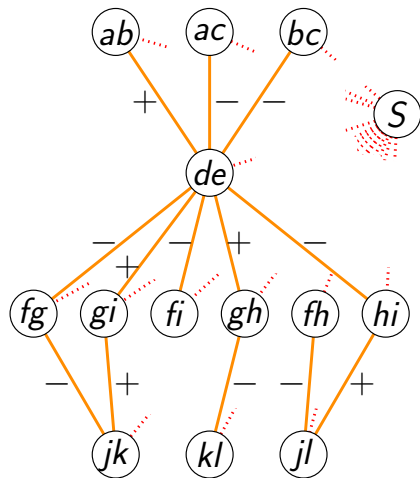 ab ac bc
S
+ − −
de
− + − + −
fg gi fi gh fh hi
− + − − +
jk kl jl